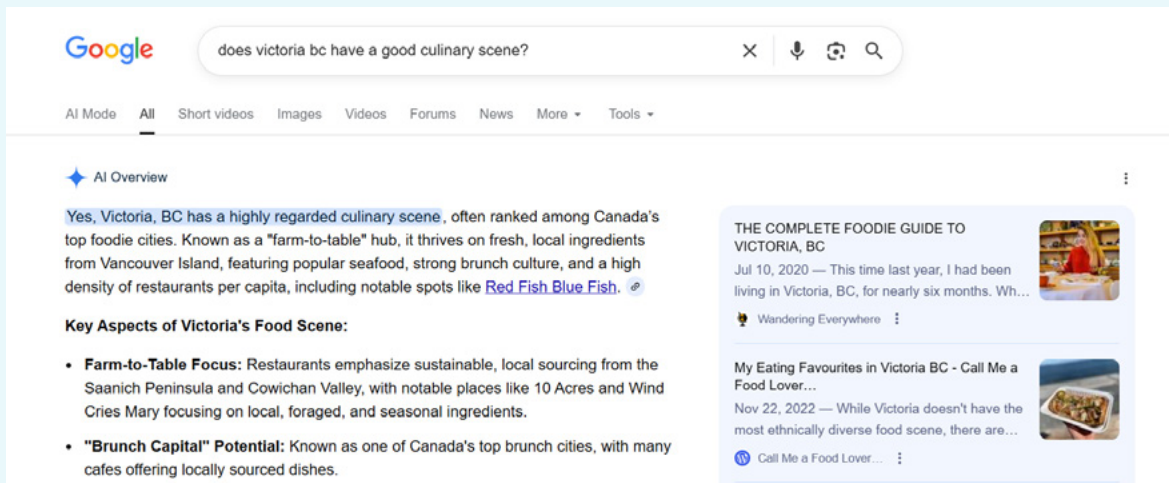 Google
does victoria bc have a good culinary scene?
AI Mode All Short videos Images Videos Forums News More Tools
AI Overview
Yes, Victoria, BC has a highly regarded culinary scene, often ranked among Canada's
top foodie cities. Known as a "farm-to-table" hub, it thrives on fresh, local ingredients
from Vancouver Island, featuring popular seafood, strong brunch culture, and a high
density of restaurants per capita, including notable spots like Red Fish Blue Fish.
Key Aspects of Victoria's Food Scene:
• Farm-to-Table Focus: Restaurants emphasize sustainable, local sourcing from the
Saanich Peninsula and Cowichan Valley, with notable places like 10 Acres and Wind
Cries Mary focusing on local, foraged, and seasonal ingredients.
• "Brunch Capital" Potential: Known as one of Canada's top brunch cities, with many
cafes offering locally sourced dishes.
THE COMPLETE FOODIE GUIDE TO
VICTORIA, BC
Jul 10, 2020 — This time last year, I had been
living in Victoria, BC, for nearly six months. Wh...
Wandering Everywhere
My Eating Favourites in Victoria BC - Call Me a
Food Lover...
Nov 22, 2022 — While Victoria doesn't have the
most ethnically diverse food scene, there are...
Call Me a Food Lover...